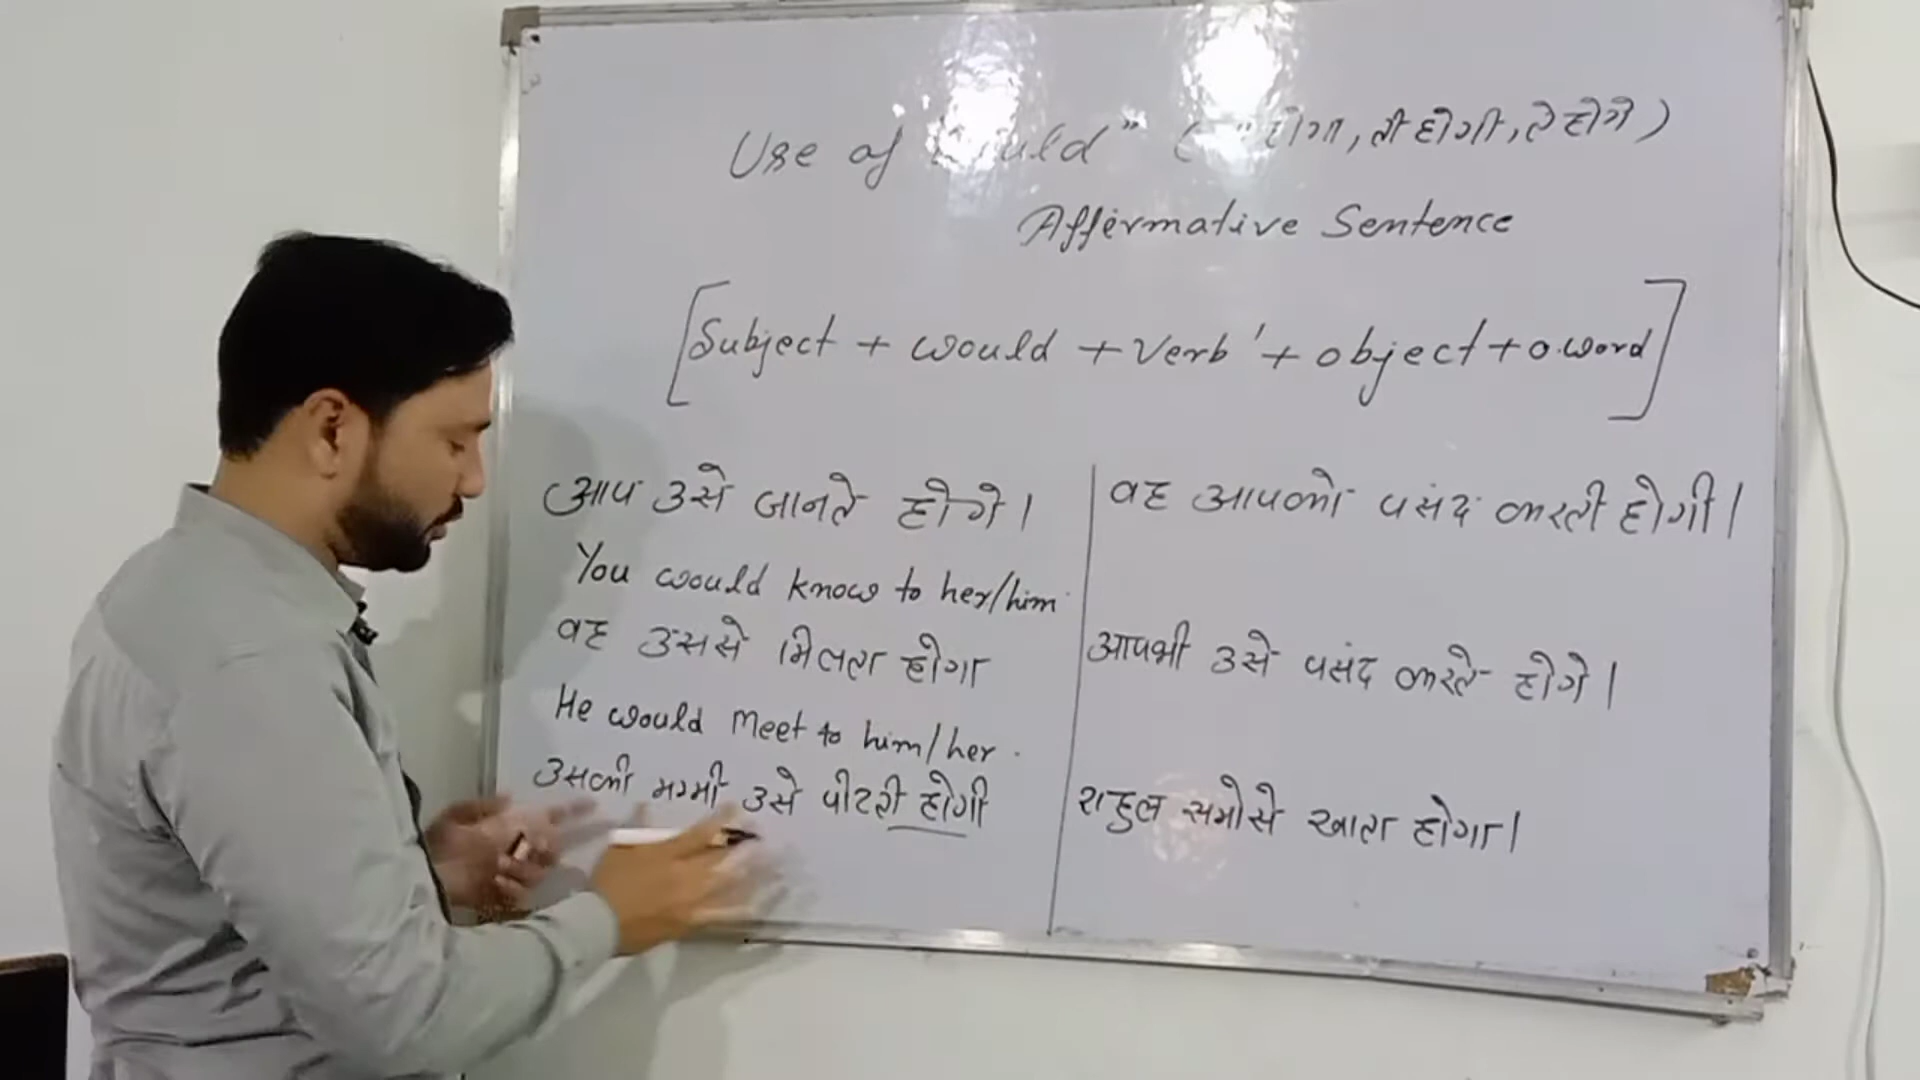 Use of would" ( " होगा, ती होगी, ते होगे )
Affirmative Sentence
[Subject + would + Verb' + object + o.word]
आप उसे जानते होगे।
You would know to her/him.
वह उससे मिलता होगा
He would Meet to him/her.
उसकी मम्मी उसे पीटती होगी
वह आपको पसंद करती होगी।
आपभी उसे पसंद करते होगे।
राहुल समोसे खाता होगा।